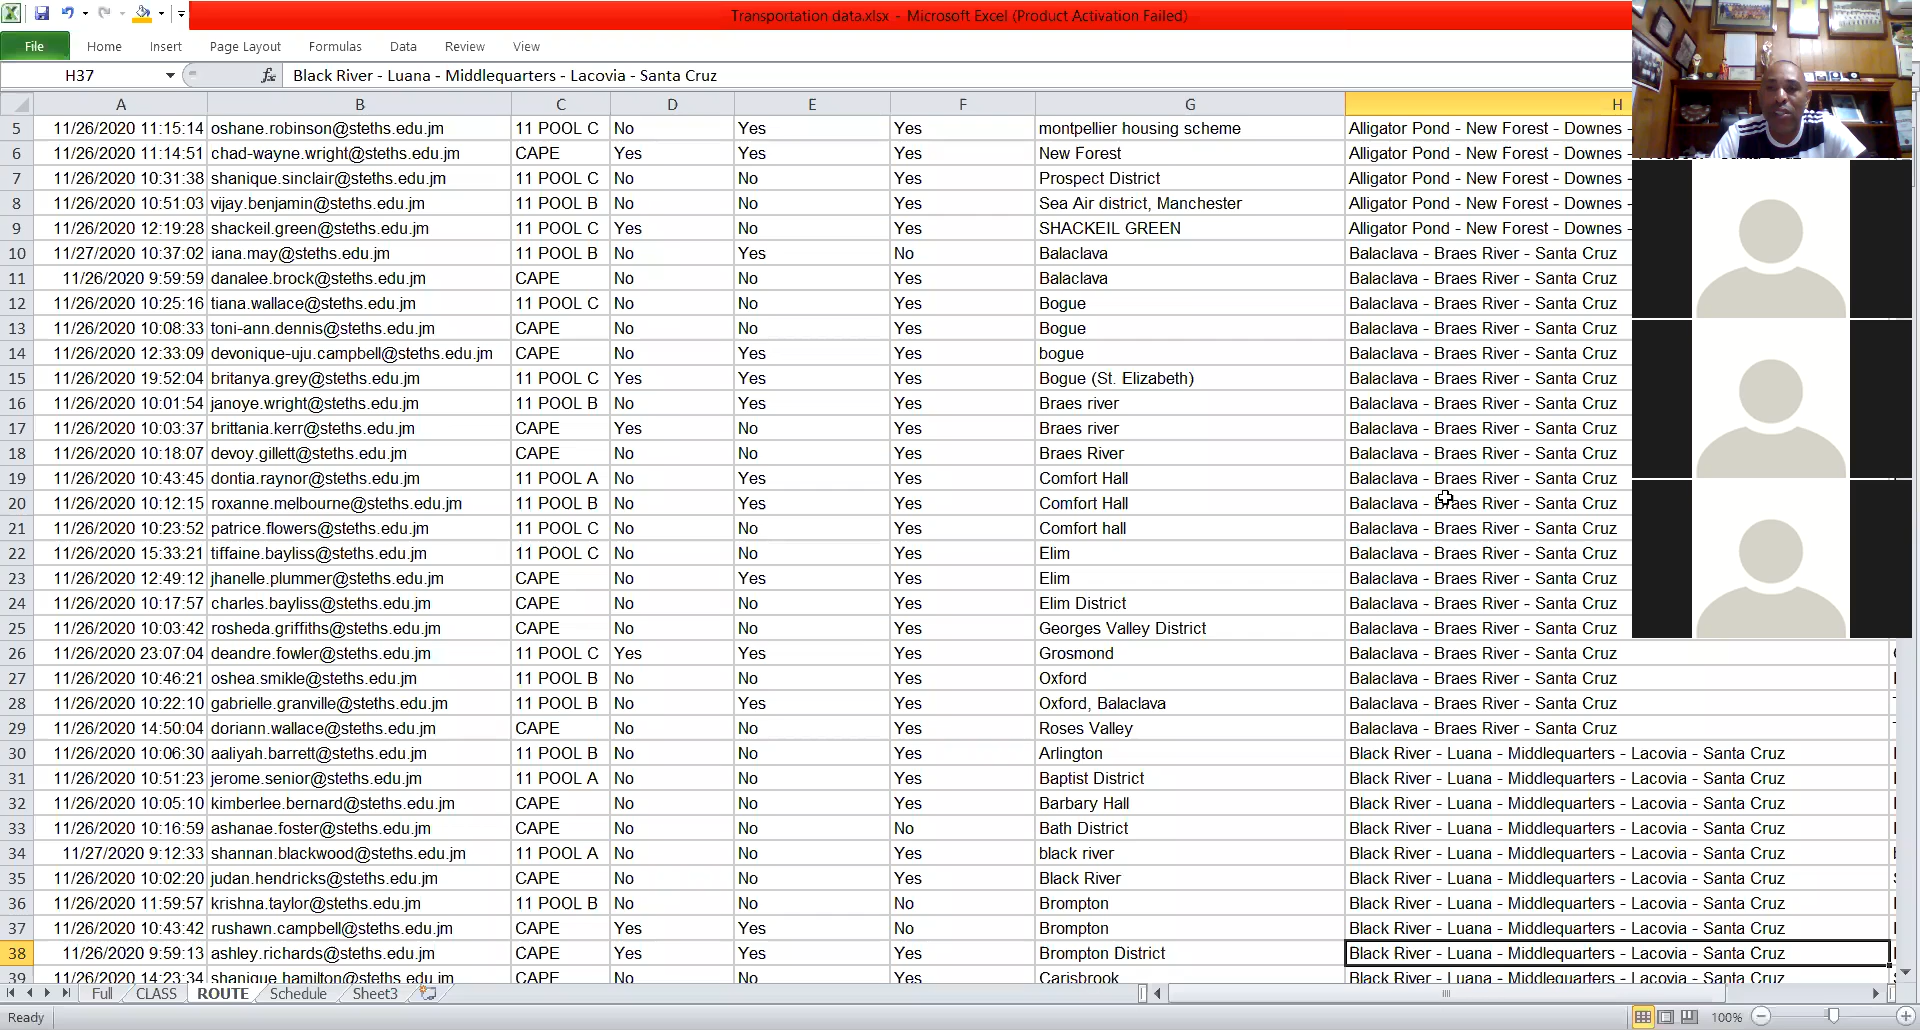 Transportation data.xlsx - Microsoft Excel (Product Activation Failed)
File Home Insert Page Layout Formulas Data Review View
H37 fx Black River - Luana - Middlequarters - Lacovia - Santa Cruz
A B C D E F G H
5 11/26/2020 11:15:14 oshane.robinson@steths.edu.jm 11 POOL C No Yes Yes montpellier housing scheme Alligator Pond - New Forest - Downes -
6 11/26/2020 11:14:51 chad-wayne.wright@steths.edu.jm CAPE Yes Yes Yes New Forest Alligator Pond - New Forest - Downes -
7 11/26/2020 10:31:38 shanique.sinclair@steths.edu.jm 11 POOL C No No Yes Prospect District Alligator Pond - New Forest - Downes -
8 11/26/2020 10:51:03 vijay.benjamin@steths.edu.jm 11 POOL B No No Yes Sea Air district, Manchester Alligator Pond - New Forest - Downes -
9 11/26/2020 12:19:28 shackeil.green@steths.edu.jm 11 POOL C Yes No Yes SHACKEIL GREEN Alligator Pond - New Forest - Downes -
10 11/27/2020 10:37:02 iana.may@steths.edu.jm 11 POOL B No Yes No Balaclava Balaclava - Braes River - Santa Cruz
11 11/26/2020 9:59:59 danalee.brock@steths.edu.jm CAPE No No Yes Balaclava Balaclava - Braes River - Santa Cruz
12 11/26/2020 10:25:16 tiana.wallace@steths.edu.jm 11 POOL C No No Yes Bogue Balaclava - Braes River - Santa Cruz
13 11/26/2020 10:08:33 toni-ann.dennis@steths.edu.jm CAPE No No Yes Bogue Balaclava - Braes River - Santa Cruz
14 11/26/2020 12:33:09 devonique-uju.campbell@steths.edu.jm CAPE No Yes Yes bogue Balaclava - Braes River - Santa Cruz
15 11/26/2020 19:52:04 britanya.grey@steths.edu.jm 11 POOL C Yes Yes Yes Bogue (St. Elizabeth) Balaclava - Braes River - Santa Cruz
16 11/26/2020 10:01:54 janoye.wright@steths.edu.jm 11 POOL B No Yes Yes Braes river Balaclava - Braes River - Santa Cruz
17 11/26/2020 10:03:37 brittania.kerr@steths.edu.jm CAPE Yes No Yes Braes river Balaclava - Braes River - Santa Cruz
18 11/26/2020 10:18:07 devoy.gillett@steths.edu.jm CAPE No No Yes Braes River Balaclava - Braes River - Santa Cruz
19 11/26/2020 10:43:45 dontia.raynor@steths.edu.jm 11 POOL A No Yes Yes Comfort Hall Balaclava - Braes River - Santa Cruz
20 11/26/2020 10:12:15 roxanne.melbourne@steths.edu.jm 11 POOL B No Yes Yes Comfort Hall Balaclava - Braes River - Santa Cruz
21 11/26/2020 10:23:52 patrice.flowers@steths.edu.jm 11 POOL C No No Yes Comfort hall Balaclava - Braes River - Santa Cruz
22 11/26/2020 15:33:21 tiffaine.bayliss@steths.edu.jm 11 POOL C No No Yes Elim Balaclava - Braes River - Santa Cruz
23 11/26/2020 12:49:12 jhanelle.plummer@steths.edu.jm CAPE No Yes Yes Elim Balaclava - Braes River - Santa Cruz
24 11/26/2020 10:17:57 charles.bayliss@steths.edu.jm CAPE No No Yes Elim District Balaclava - Braes River - Santa Cruz
25 11/26/2020 10:03:42 rosheda.griffiths@steths.edu.jm CAPE No No Yes Georges Valley District Balaclava - Braes River - Santa Cruz
26 11/26/2020 23:07:04 deandre.fowler@steths.edu.jm 11 POOL C Yes Yes Yes Grosmond Balaclava - Braes River - Santa Cruz
27 11/26/2020 10:46:21 oshea.smikle@steths.edu.jm 11 POOL B No No Yes Oxford Balaclava - Braes River - Santa Cruz
28 11/26/2020 10:22:10 gabrielle.granville@steths.edu.jm 11 POOL B No Yes Yes Oxford, Balaclava Balaclava - Braes River - Santa Cruz
29 11/26/2020 14:50:04 doriann.wallace@steths.edu.jm CAPE No No Yes Roses Valley Balaclava - Braes River - Santa Cruz
30 11/26/2020 10:06:30 aaliyah.barrett@steths.edu.jm 11 POOL B No No Yes Arlington Black River - Luana - Middlequarters - Lacovia - Santa Cruz
31 11/26/2020 10:51:23 jerome.senior@steths.edu.jm 11 POOL A No No Yes Baptist District Black River - Luana - Middlequarters - Lacovia - Santa Cruz
32 11/26/2020 10:05:10 kimberlee.bernard@steths.edu.jm CAPE No No Yes Barbary Hall Black River - Luana - Middlequarters - Lacovia - Santa Cruz
33 11/26/2020 10:16:59 ashanae.foster@steths.edu.jm CAPE No No No Bath District Black River - Luana - Middlequarters - Lacovia - Santa Cruz
34 11/27/2020 9:12:33 shannan.blackwood@steths.edu.jm 11 POOL A No No Yes black river Black River - Luana - Middlequarters - Lacovia - Santa Cruz
35 11/26/2020 10:02:20 judan.hendricks@steths.edu.jm CAPE No No Yes Black River Black River - Luana - Middlequarters - Lacovia - Santa Cruz
36 11/26/2020 11:59:57 krishna.taylor@steths.edu.jm 11 POOL B No No No Brompton Black River - Luana - Middlequarters - Lacovia - Santa Cruz
37 11/26/2020 10:43:42 rushawn.campbell@steths.edu.jm CAPE Yes Yes No Brompton Black River - Luana - Middlequarters - Lacovia - Santa Cruz
38 11/26/2020 9:59:13 ashley.richards@steths.edu.jm CAPE Yes Yes Yes Brompton District Black River - Luana - Middlequarters - Lacovia - Santa Cruz
39 11/26/2020 14:23:34 shanique.hamilton@steths.edu.jm CAPE No No Yes Carisbrook Black River - Luana - Middlequarters - Lacovia - Santa Cruz
Full CLASS ROUTE Schedule Sheet3
Ready 100%